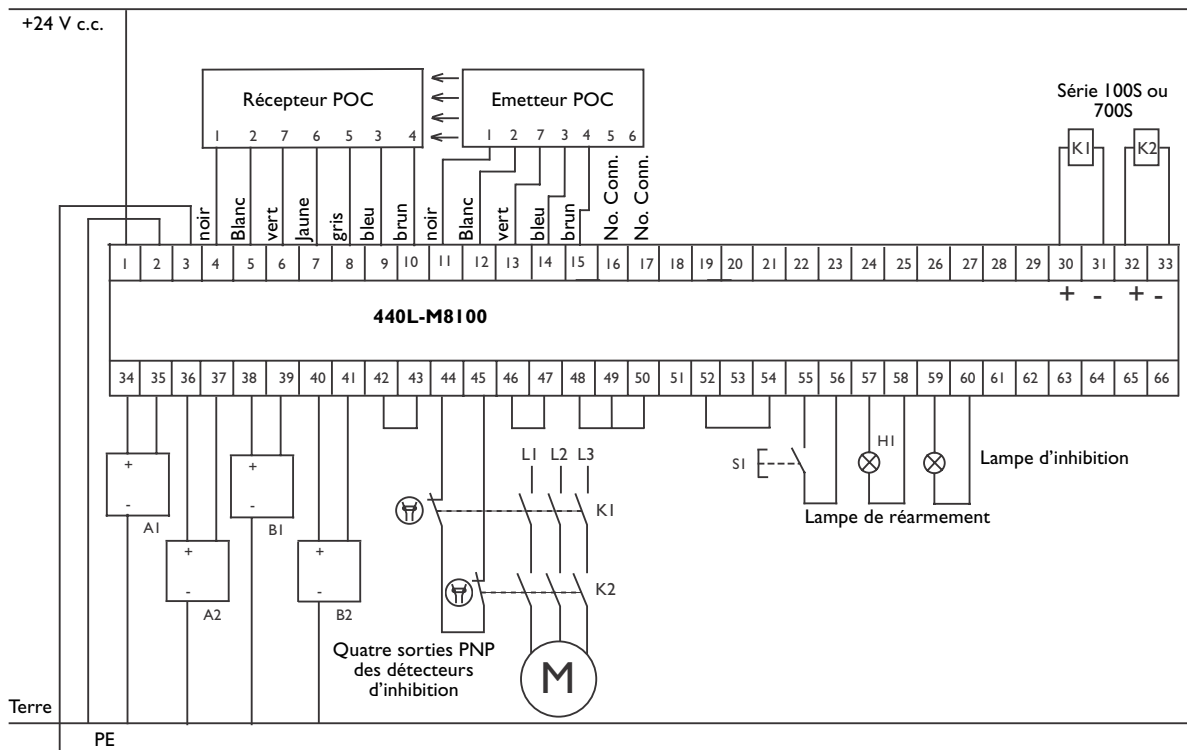 +24 V c.c.
Récepteur POC
1 2 7 6 5 3 4
Emetteur POC
1 2 7 3 4 5 6
Série 100S ou
700S
K1
K2
noir
Blanc
vert
Jaune
gris
bleu
brun
noir
Blanc
vert
bleu
brun
No. Conn.
No. Conn.
1 2 3 4 5 6 7 8 9 10 11 12 13 14 15 16 17 18 19 20 21 22 23 24 25 26 27 28 29 30 31 32 33
+ - + -
440L-M8100
34 35 36 37 38 39 40 41 42 43 44 45 46 47 48 49 50 51 52 53 54 55 56 57 58 59 60 61 62 63 64 65 66
+
-
A1
+
-
B1
+
-
A2
+
-
B2
L1 L2 L3
K1
K2
S1
H1
Lampe d'inhibition
Lampe de réarmement
Quatre sorties PNP
des détecteurs
d'inhibition
M
Terre
PE